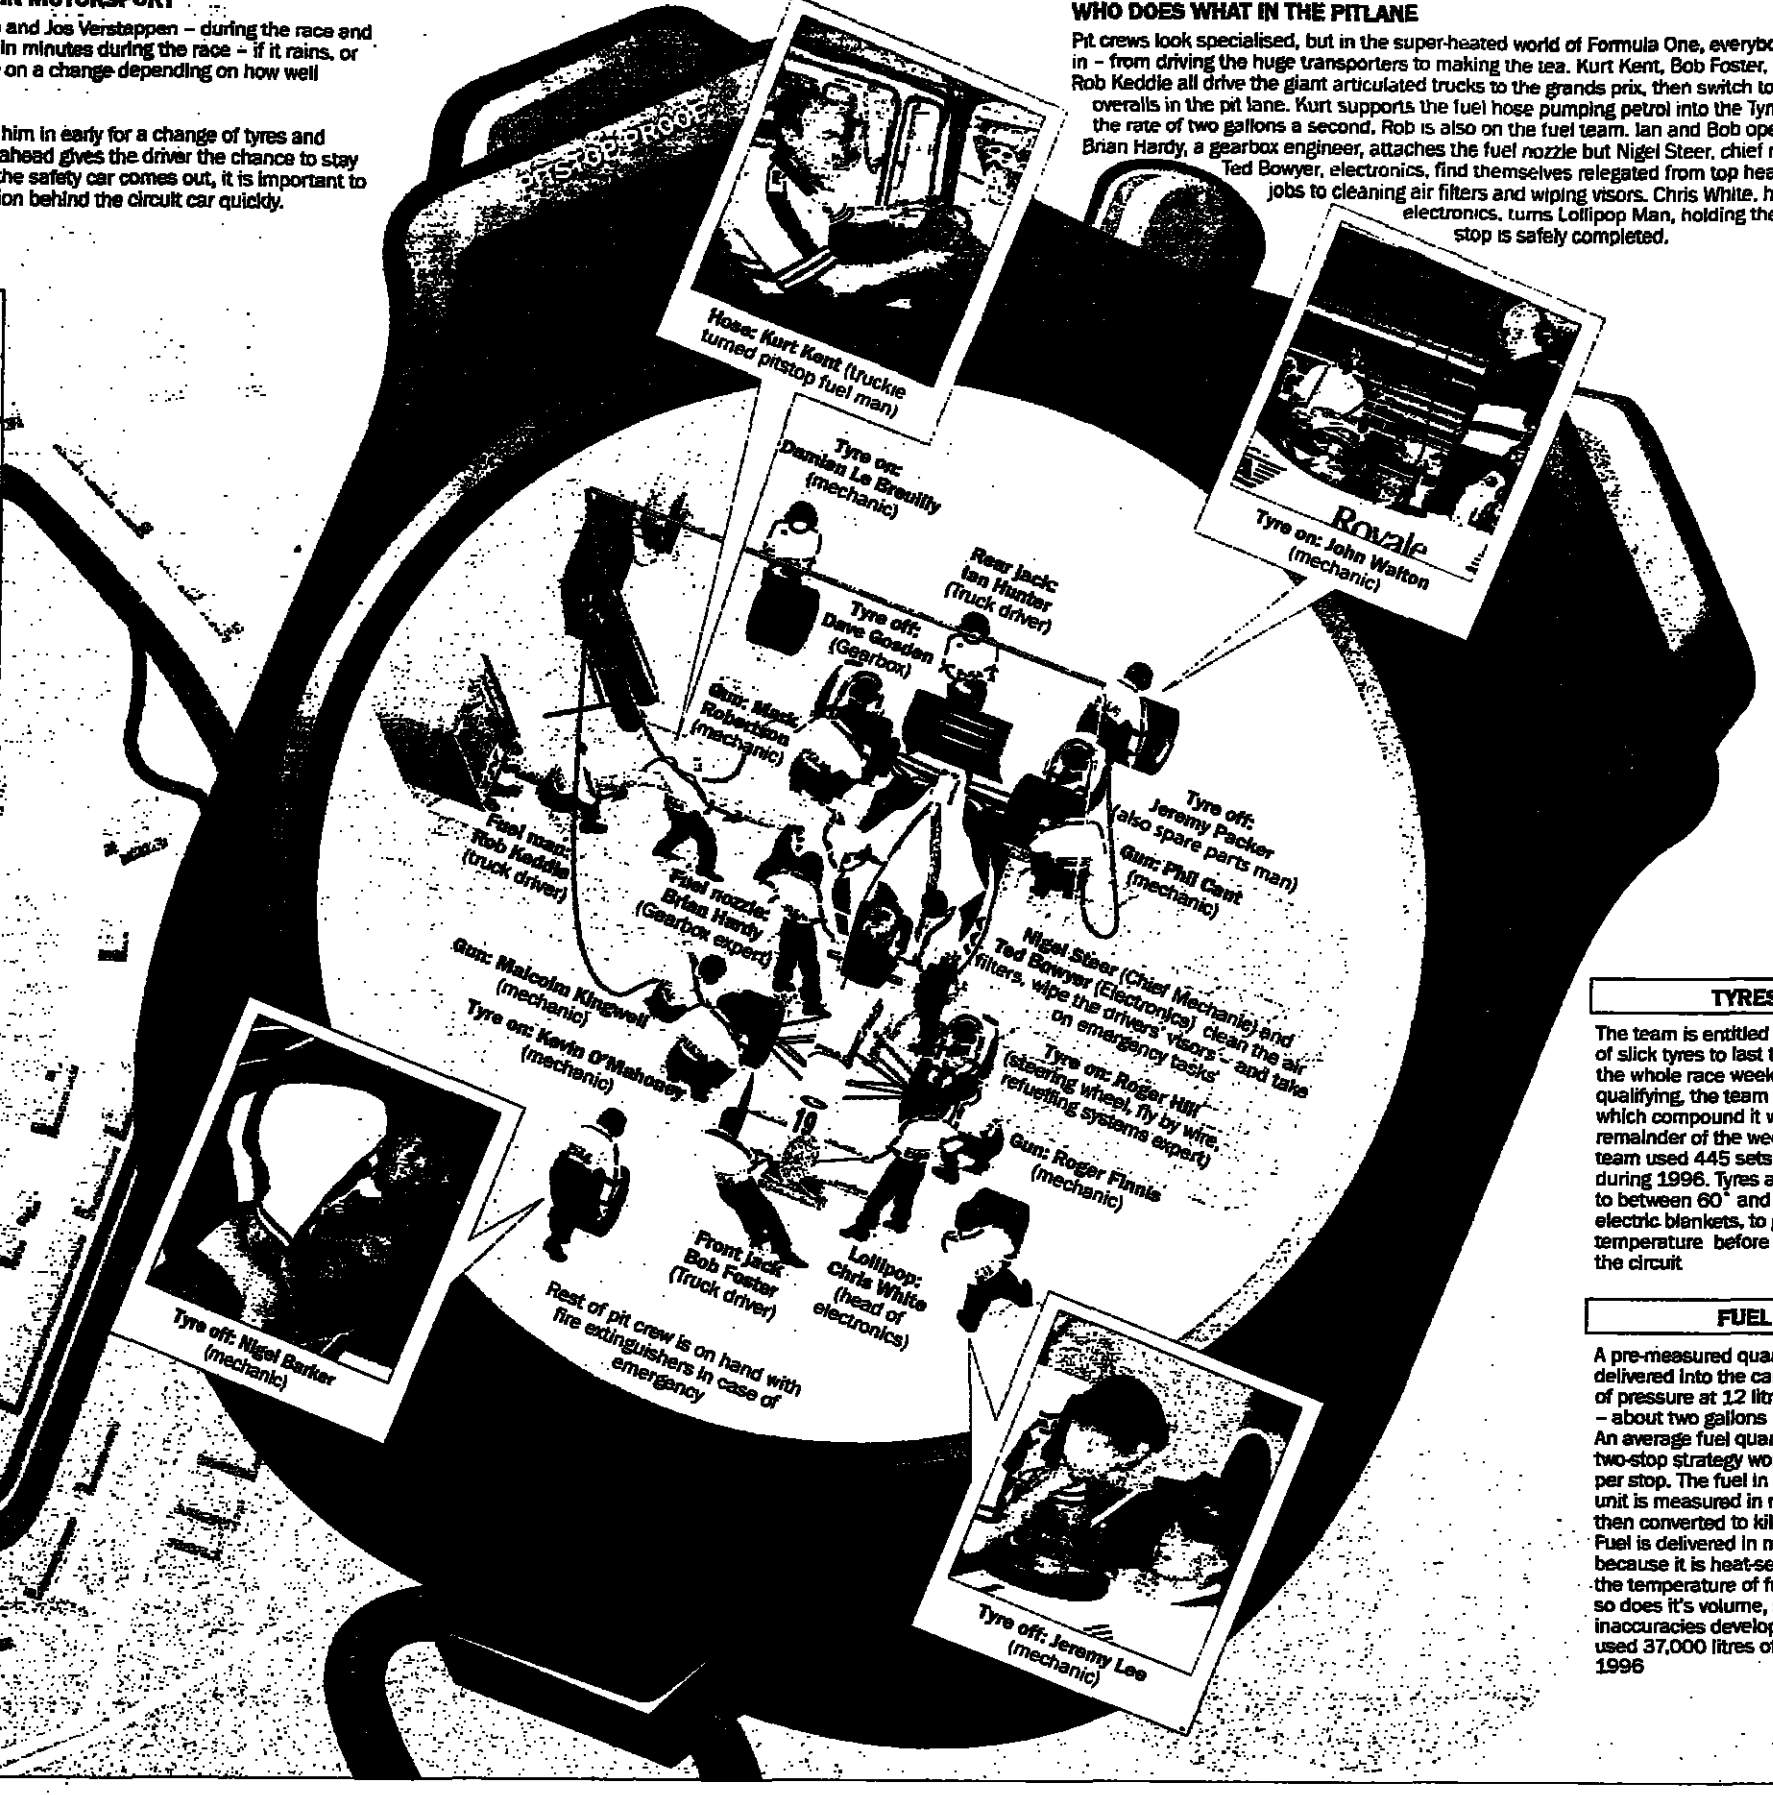 and Jos Verstappen – during the race and
in minutes during the race – if it rains, or
on a change depending on how well
him in early for a change of tyres and
ahead gives the driver the chance to stay
the safety car comes out, it is important to
behind the circuit car quickly.
WHO DOES WHAT IN THE PITLANE
Pit crews look specialised, but in the super-heated world of Formula One,
in – from driving the huge transporters to making the tea. Kurt Kent, Bob Foster,
Rob Keddie all drive the giant articulated trucks to the grands prix, then switch to
overalls in the pit lane. Kurt supports the fuel hose pumping petrol into the
the rate of two gallons a second, Rob is also on the fuel team. Ian and Bob
Brian Hardy, a gearbox engineer, attaches the fuel nozzle but Nigel Steer, chief
Ted Bowyer, electronics, find themselves relegated from top
jobs to cleaning air filters and wiping visors. Chris White,
electronics, turns Lollipop Man, holding the
stop is safely completed.
Hose: Kurt Kent (truckie
turned pitstop fuel man)
Royale
Tyre on: John Walton
(mechanic)
Tyre on:
Damian Le Breuilly
(mechanic)
Rear jack:
Ian Hunter
(Truck driver)
Tyre off:
Dave Gosden
(Gearbox)
Gun: Mack
Robertson
(mechanic)
Tyre off:
Jeremy Packer
(also spare parts man)
Gun: Phil Cant
(mechanic)
Fuel man:
Rob Keddie
(truck driver)
Fuel nozzle:
Brian Hardy
(Gearbox expert)
Gun: Malcolm Kingwell
(mechanic)
Tyre on: Kevin O'Mahoney
(mechanic)
Nigel Steer (Chief Mechanic) and
Ted Bowyer (Electronics) clean the air
filters, wipe the drivers' visors – and take
on emergency tasks
Tyre on: Roger Hill
(steering wheel, fly by wire,
refuelling systems expert)
Gun: Roger Finnis
(mechanic)
19
Front jack
Bob Foster
(Truck driver)
Lollipop:
Chris White
(head of
electronics)
Rest of pit crew is on hand with
fire extinguishers in case of
emergency
Tyre off: Nigel Barker
(mechanic)
Tyre off: Jeremy Lee
(mechanic)
TYRES
The team is entitled
of slick tyres to last
the whole race
qualifying, the team
which compound it
remainder of the
team used 445 sets
during 1996. Tyres
to between 60° and
electric blankets, to
temperature before
the circuit
FUEL
A pre-measured
delivered into the
of pressure at 12
– about two gallons
An average fuel
two-stop strategy
per stop. The fuel in
unit is measured in
then converted to
Fuel is delivered in
because it is
the temperature of
so does it's volume,
inaccuracies
used 37,000 litres
1996